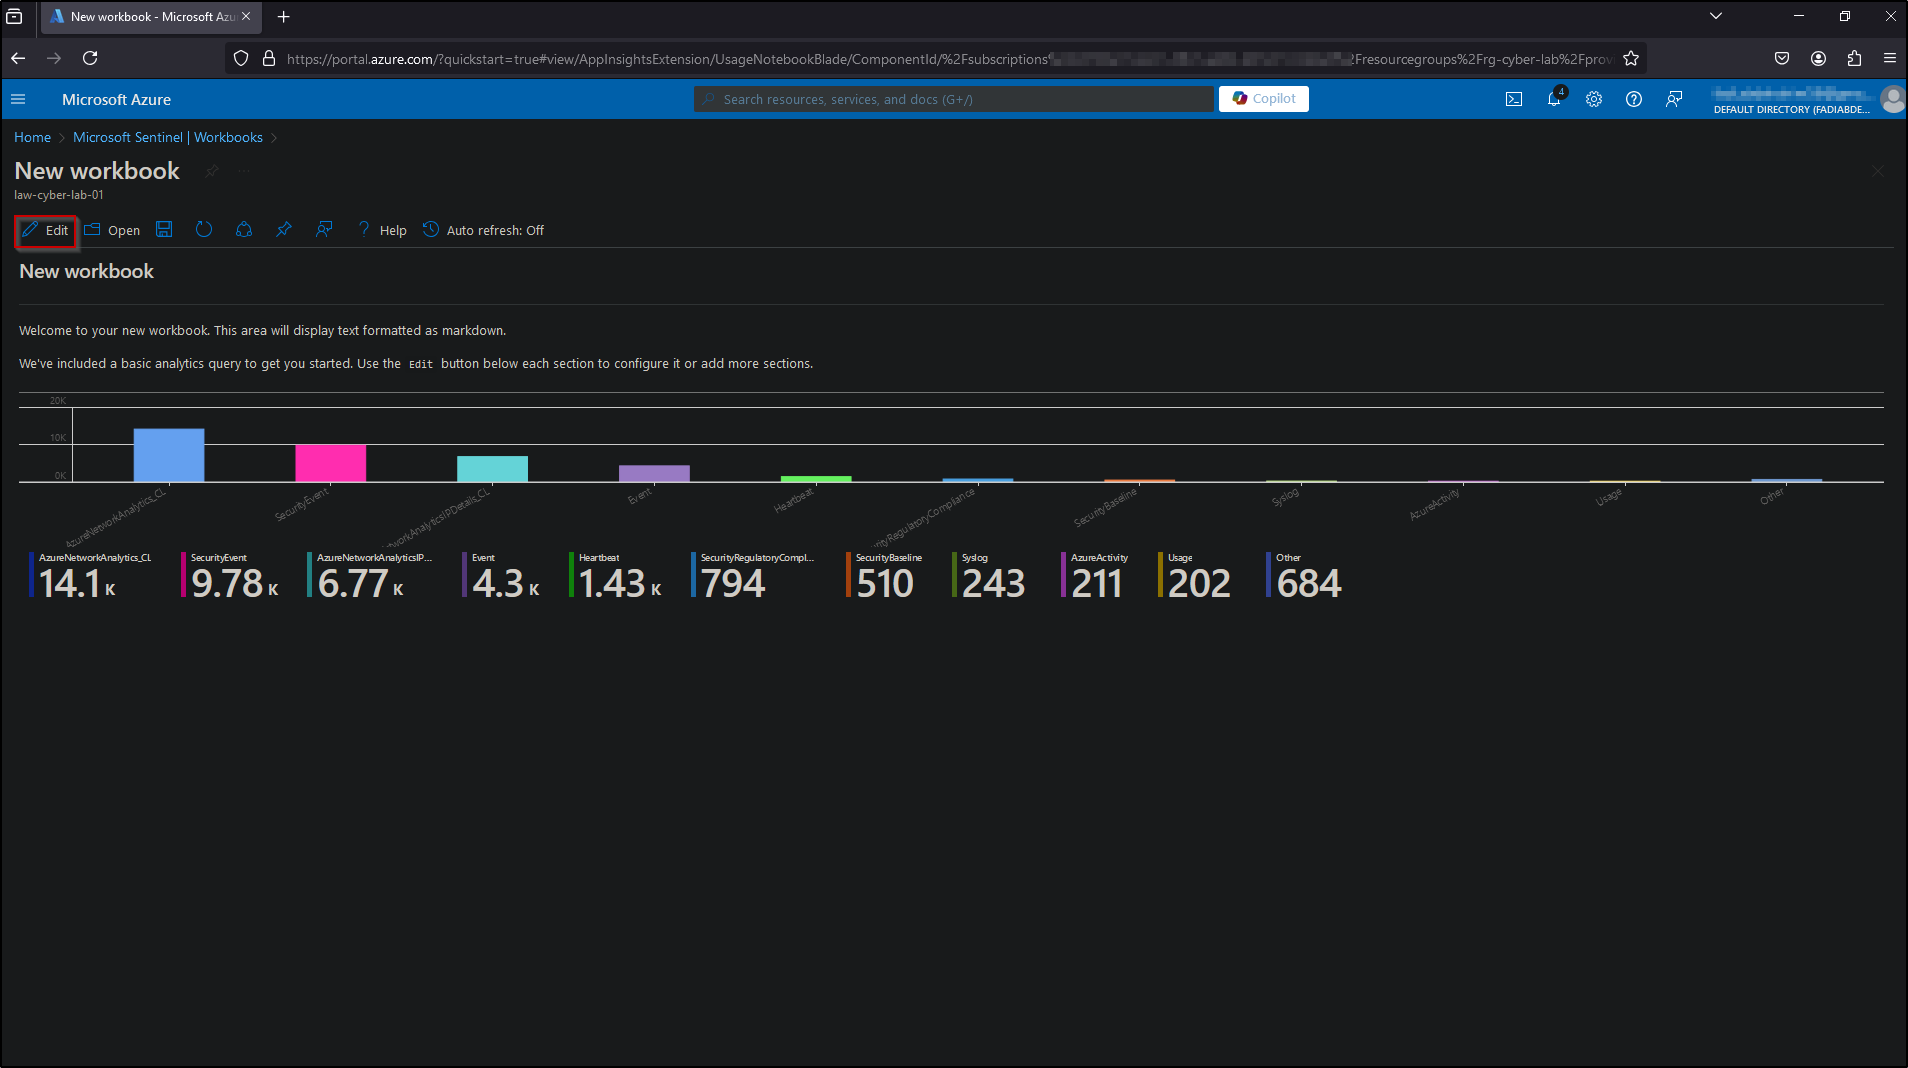 New workbook - Microsoft Azu
https://portal.azure.com/?quickstart=true#view/AppInsightsExtension/UsageNotebookBlade/ComponentId/%2Fsubscriptions%
2Fresourcegroups%2Frg-cyber-lab%2Fprovi
Microsoft Azure
Search resources, services, and docs (G+/)
Copilot
4
DEFAULT DIRECTORY (FADIABDE...
Home > Microsoft Sentinel | Workbooks >
New workbook
law-cyber-lab-01
Edit Open Help Auto refresh: Off
New workbook
Welcome to your new workbook. This area will display text formatted as markdown.
We've included a basic analytics query to get you started. Use the Edit button below each section to configure it or add more sections.
20K
10K
0K
AzureNetworkAnalytics_CL SecurityEvent tworkAnalyticsIPDetails_CL Event Heartbeat urityRegulatoryCompliance SecurityBaseline Syslog AzureActivity Usage Other
AzureNetworkAnalytics_CL SecurityEvent AzureNetworkAnalyticsIP... Event Heartbeat SecurityRegulatoryCompl... SecurityBaseline Syslog AzureActivity Usage Other
14.1 K 9.78 K 6.77 K 4.3 K 1.43 K 794 510 243 211 202 684